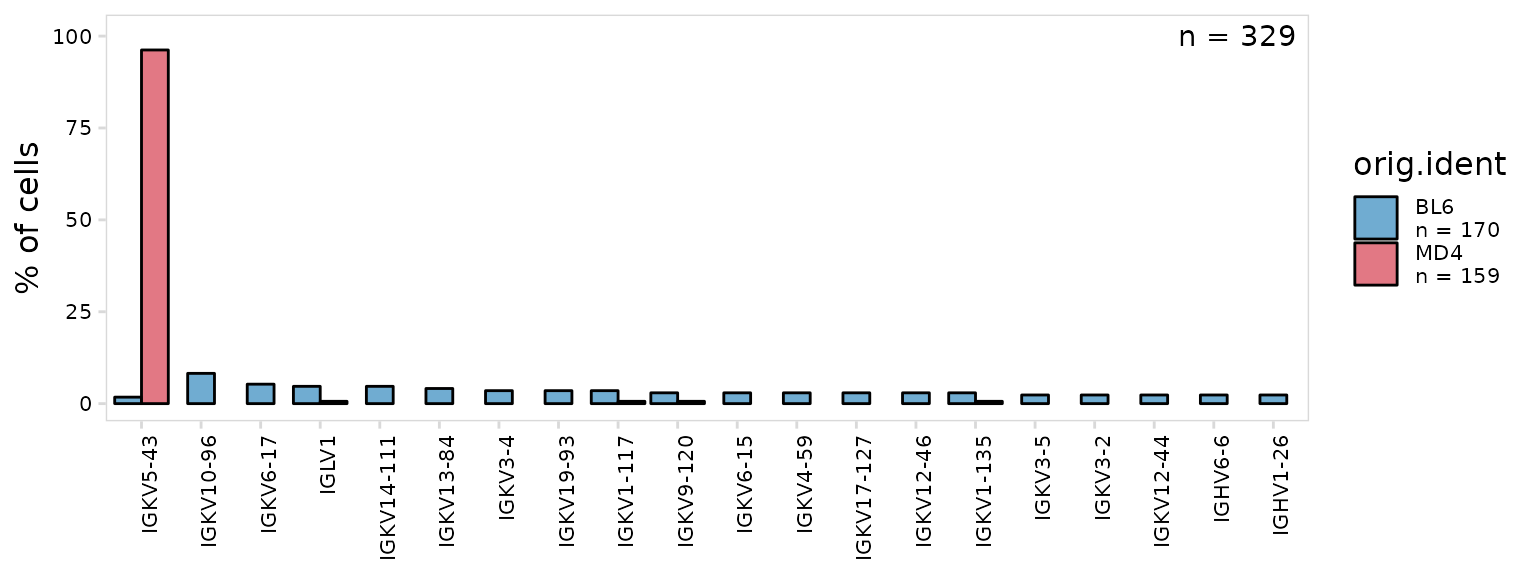 n = 329
% of cells
100
75
50
25
0
IGKV5-43
IGKV10-96
IGKV6-17
IGLV1
IGKV14-111
IGKV13-84
IGKV3-4
IGKV19-93
IGKV1-117
IGKV9-120
IGKV6-15
IGKV4-59
IGKV17-127
IGKV12-46
IGKV1-135
IGKV3-5
IGKV3-2
IGKV12-44
IGHV6-6
IGHV1-26
orig.ident
BL6
n = 170
MD4
n = 159